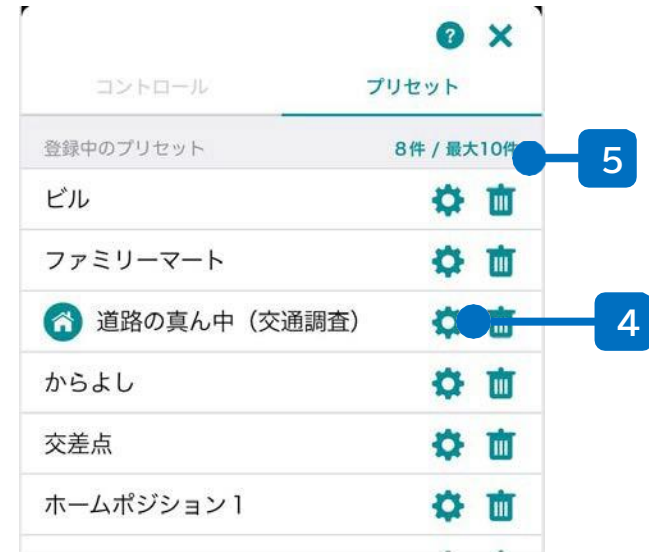 ?
コントロール プリセット
登録中のプリセット 8件 / 最大10件
5
ビル
ファミリーマート
道路の真ん中（交通調査）
4
からよし
交差点
ホームポジション1